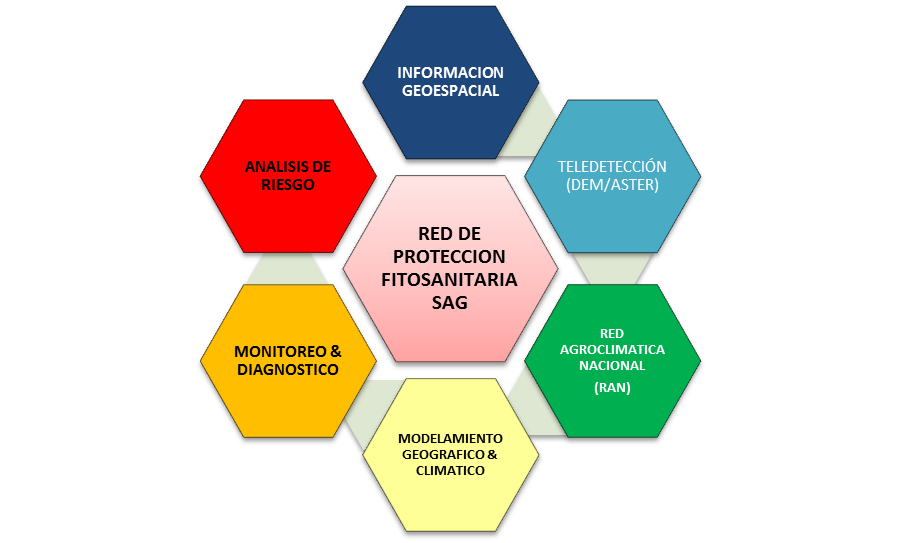 INFORMACION
GEOESPACIAL
TELEDETECCIÓN
(DEM/ASTER)
RED
AGROCLIMATICA
NACIONAL
(RAN)
MODELAMIENTO
GEOGRAFICO &
CLIMATICO
MONITOREO &
DIAGNOSTICO
ANALISIS DE
RIESGO
RED DE
PROTECCION
FITOSANITARIA
SAG